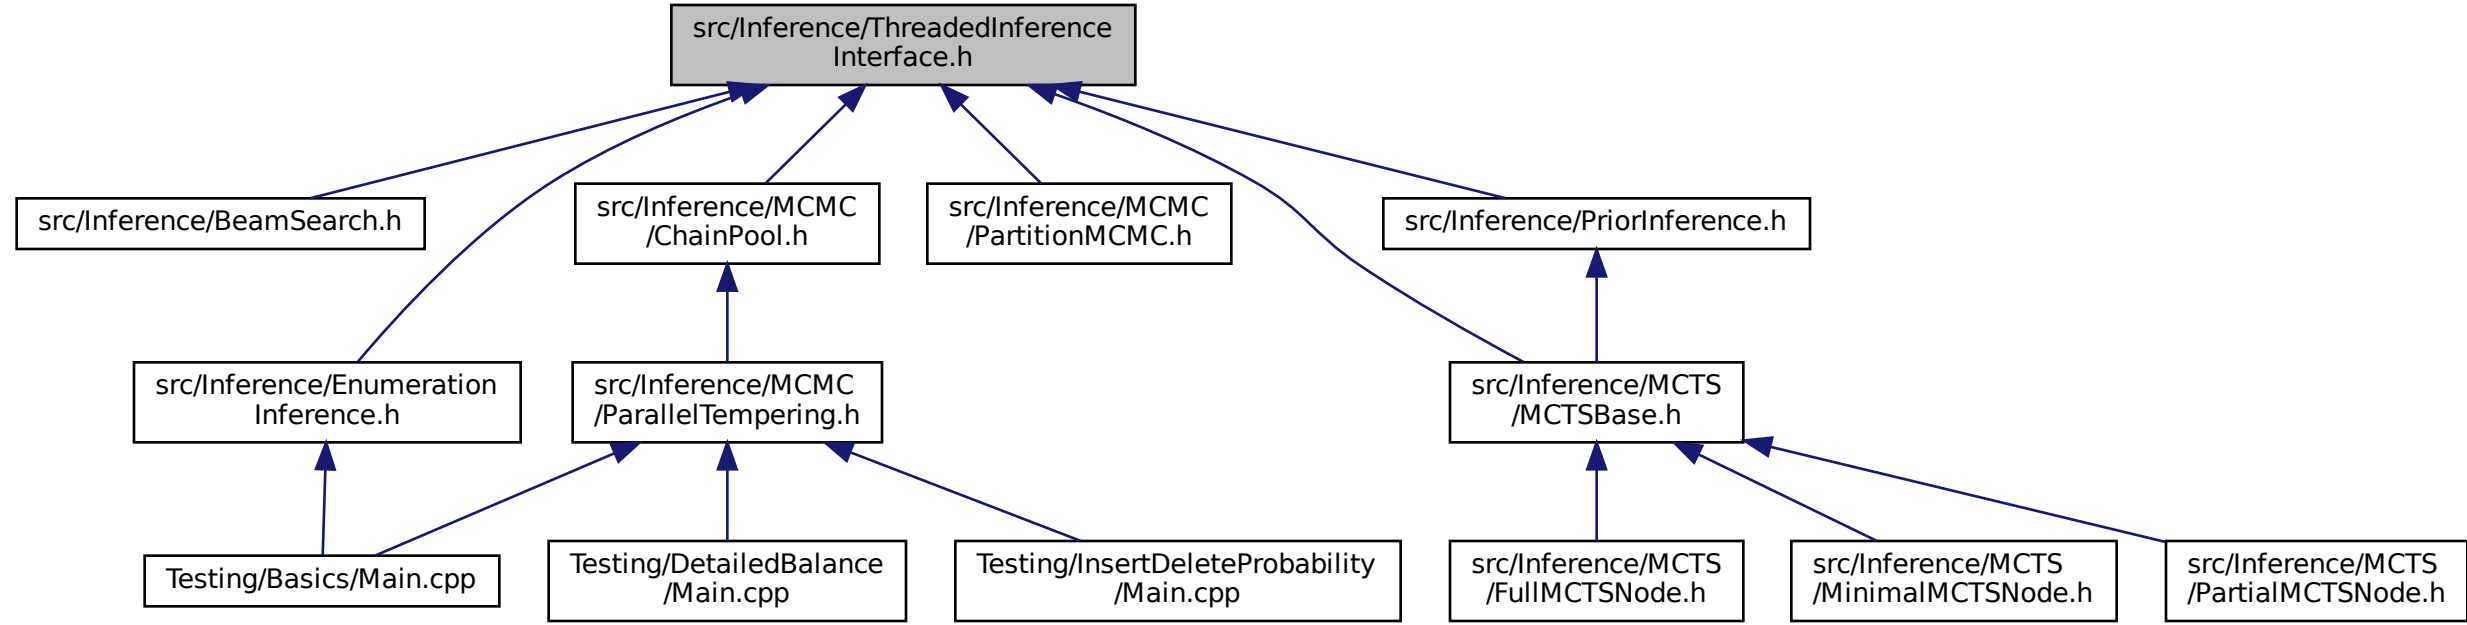 src/Inference/ThreadedInference
Interface.h
src/Inference/BeamSearch.h
src/Inference/MCMC
/ChainPool.h
src/Inference/MCMC
/PartitionMCMC.h
src/Inference/PriorInference.h
src/Inference/Enumeration
Inference.h
src/Inference/MCMC
/ParallelTempering.h
src/Inference/MCTS
/MCTSBase.h
Testing/Basics/Main.cpp
Testing/DetailedBalance
/Main.cpp
Testing/InsertDeleteProbability
/Main.cpp
src/Inference/MCTS
/FullMCTSNode.h
src/Inference/MCTS
/MinimalMCTSNode.h
src/Inference/MCTS
/PartialMCTSNode.h